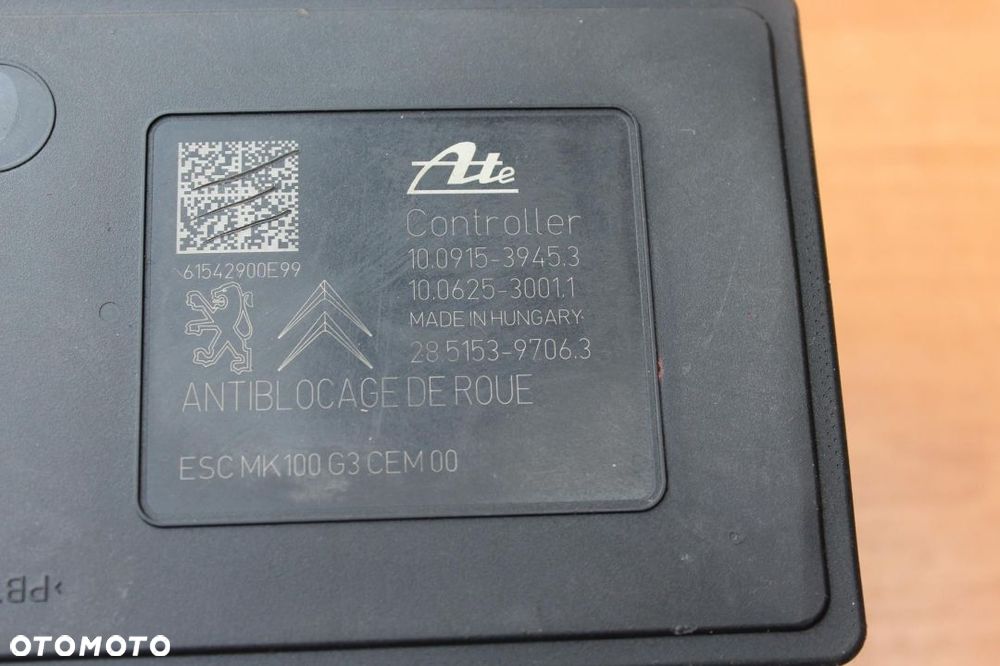 Ate
Controller
10.0915-3945.3
10.0625-3001.1
MADE IN HUNGARY
28.5153-9706.3
61542900E99
ANTIBLOCAGE DE ROUE
ESC MK100 G3 CEM 00
>PB
OTOMOTO